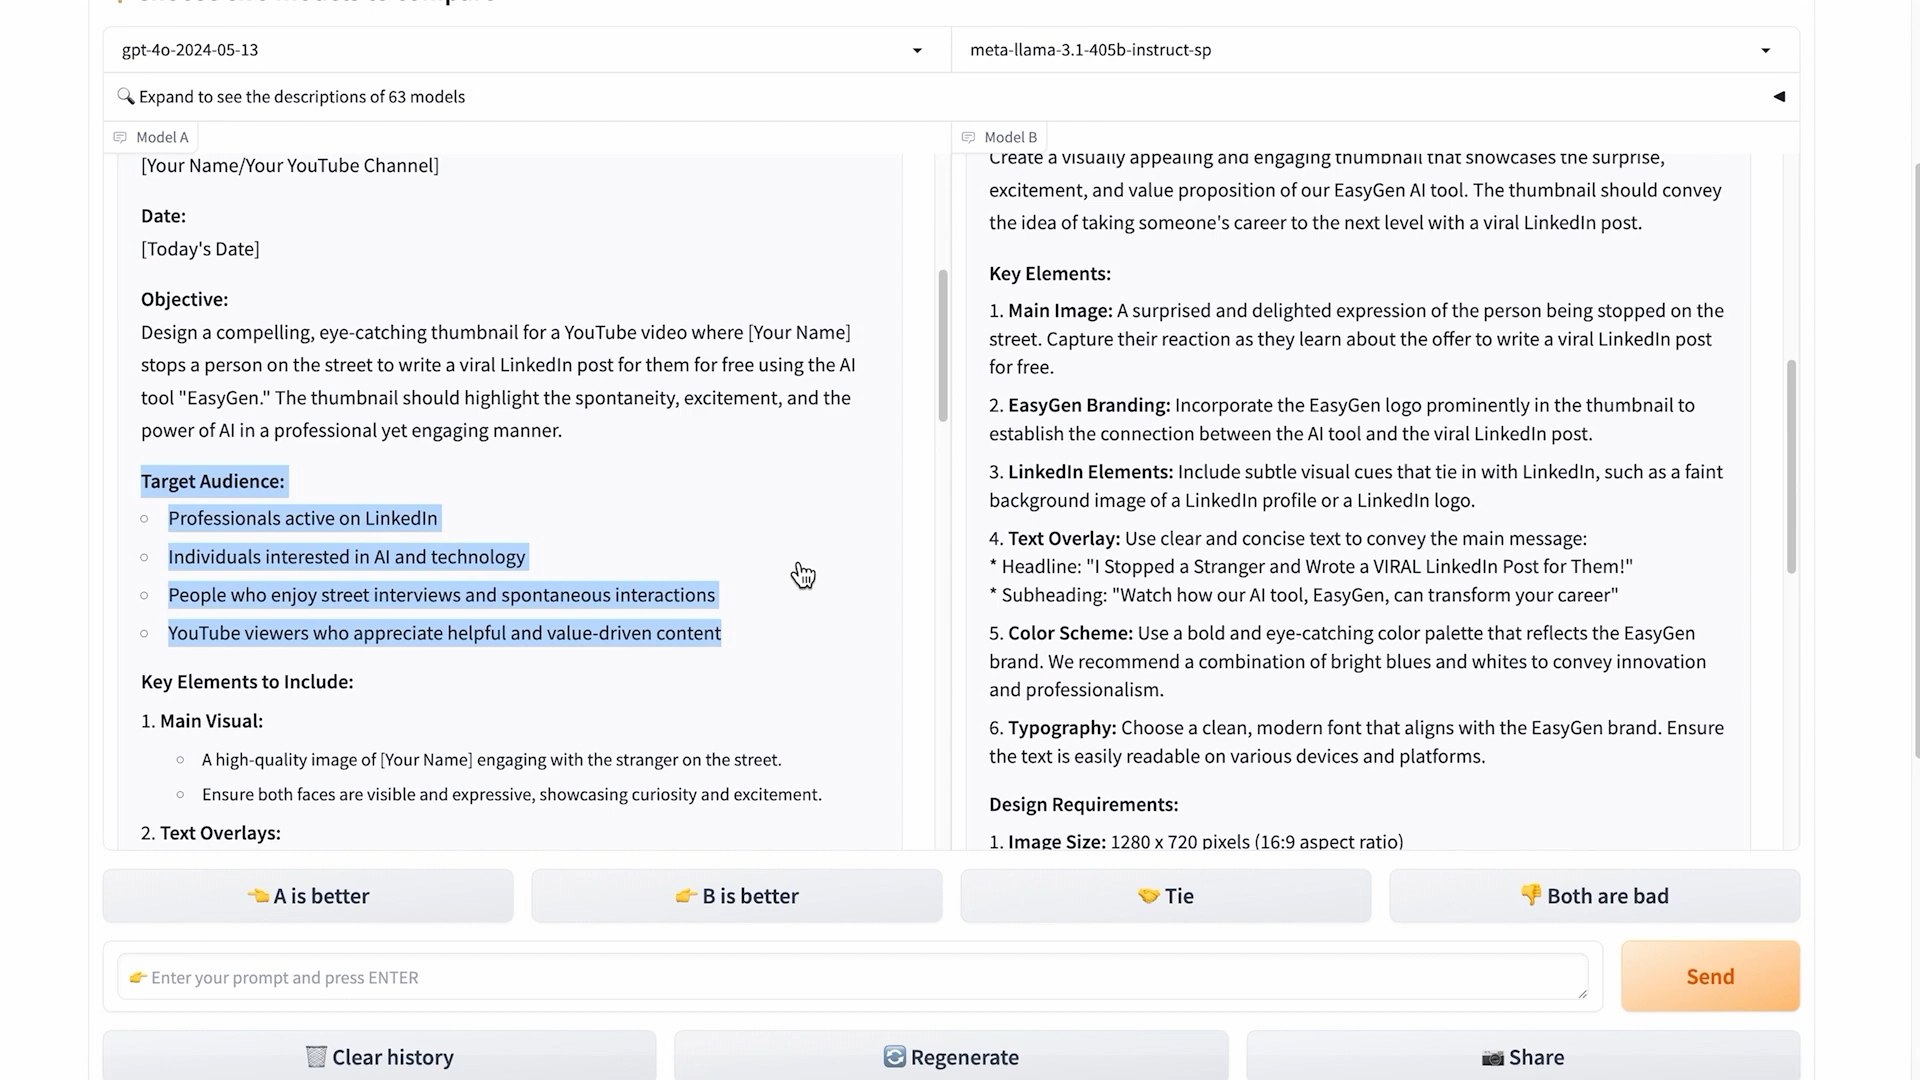 choose the 2 models to compare
gpt-4o-2024-05-13
meta-llama-3.1-405b-instruct-sp
🔍 Expand to see the descriptions of 63 models
Model A
[Your Name/Your YouTube Channel]
Date:
[Today's Date]
Objective:
Design a compelling, eye-catching thumbnail for a YouTube video where [Your Name]
stops a person on the street to write a viral LinkedIn post for them for free using the AI
tool "EasyGen." The thumbnail should highlight the spontaneity, excitement, and the
power of AI in a professional yet engaging manner.
Target Audience:
Professionals active on LinkedIn
Individuals interested in AI and technology
People who enjoy street interviews and spontaneous interactions
YouTube viewers who appreciate helpful and value-driven content
Key Elements to Include:
1. Main Visual:
A high-quality image of [Your Name] engaging with the stranger on the street.
Ensure both faces are visible and expressive, showcasing curiosity and excitement.
2. Text Overlays:
Model B
Create a visually appealing and engaging thumbnail that showcases the surprise,
excitement, and value proposition of our EasyGen AI tool. The thumbnail should convey
the idea of taking someone's career to the next level with a viral LinkedIn post.
Key Elements:
1. Main Image: A surprised and delighted expression of the person being stopped on the
street. Capture their reaction as they learn about the offer to write a viral LinkedIn post
for free.
2. EasyGen Branding: Incorporate the EasyGen logo prominently in the thumbnail to
establish the connection between the AI tool and the viral LinkedIn post.
3. LinkedIn Elements: Include subtle visual cues that tie in with LinkedIn, such as a faint
background image of a LinkedIn profile or a LinkedIn logo.
4. Text Overlay: Use clear and concise text to convey the main message:
* Headline: "I Stopped a Stranger and Wrote a VIRAL LinkedIn Post for Them!"
* Subheading: "Watch how our AI tool, EasyGen, can transform your career"
5. Color Scheme: Use a bold and eye-catching color palette that reflects the EasyGen
brand. We recommend a combination of bright blues and whites to convey innovation
and professionalism.
6. Typography: Choose a clean, modern font that aligns with the EasyGen brand. Ensure
the text is easily readable on various devices and platforms.
Design Requirements:
1. Image Size: 1280 x 720 pixels (16:9 aspect ratio)
👈 A is better
👉 B is better
🤝 Tie
👎 Both are bad
👉 Enter your prompt and press ENTER
Send
🗑️ Clear history
🔄 Regenerate
📷 Share